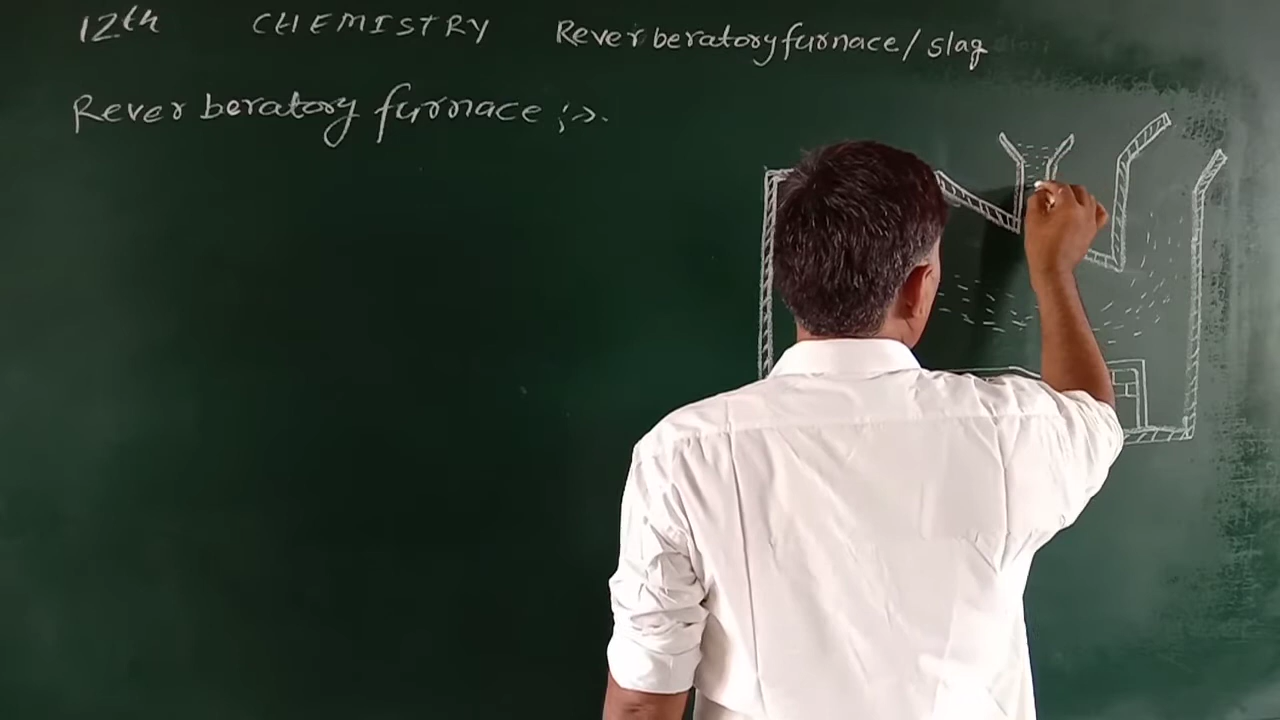 12th CHEMISTRY Reverberatory furnace / slag
Reverberatory furnace ;->.